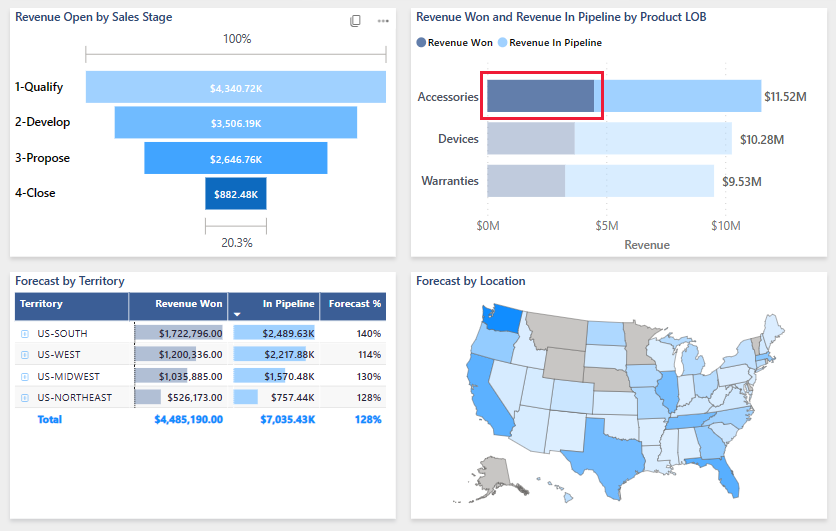 Revenue Open by Sales Stage
100%
1-Qualify $4,340.72K
2-Develop $3,506.19K
3-Propose $2,646.76K
4-Close $882.48K
20.3%
Revenue Won and Revenue In Pipeline by Product LOB
Revenue Won Revenue In Pipeline
Accessories $11.52M
Devices $10.28M
Warranties $9.53M
$0M $5M $10M
Revenue
Forecast by Territory
Territory Revenue Won In Pipeline Forecast %
US-SOUTH $1,722,796.00 $2,489.63K 140%
US-WEST $1,200,336.00 $2,217.88K 114%
US-MIDWEST $1,035,885.00 $1,570.48K 130%
US-NORTHEAST $526,173.00 $757.44K 128%
Total $4,485,190.00 $7,035.43K 128%
Forecast by Location